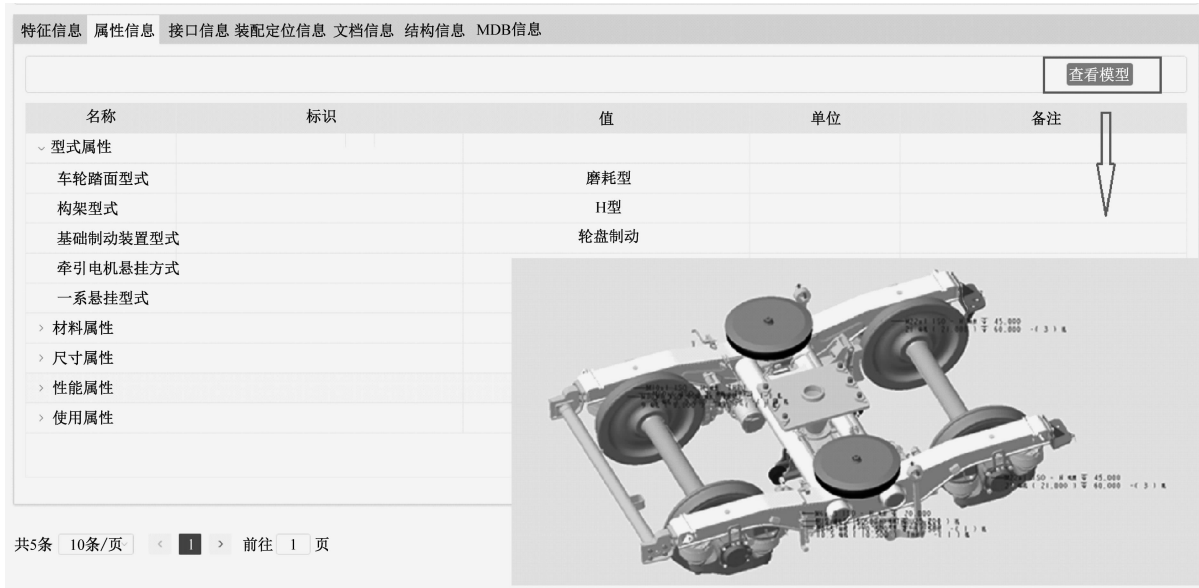 特征信息 属性信息 接口信息 装配定位信息 文档信息 结构信息 MDB信息
查看模型
名称 标识 值 单位 备注
型式属性
车轮踏面型式 磨耗型
构架型式 H型
基础制动装置型式 轮盘制动
牵引电机悬挂方式
一系悬挂型式
材料属性
尺寸属性
性能属性
使用属性
共5条 10条/页 < 1 > 前往 1 页